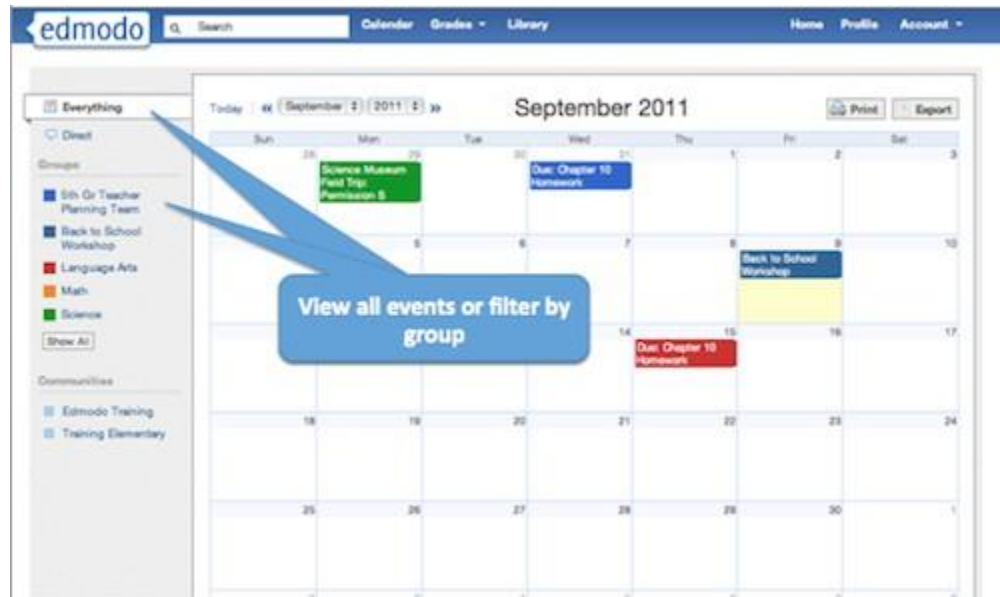 edmodo
Search
Calendar Grades Library
Home Profile Account
Everything
Direct
Groups
5th Gr Teacher
Planning Team
Back to School
Workshop
Language Arts
Math
Science
Show All
Communities
Edmodo Training
Training Elementary
Today « September 2011 »
September 2011
Print Export
Sun Mon Tue Wed Thu Fri Sat
28 29 30 31 1 2 3
Science Museum
Field Trip:
Permission S
Due: Chapter 10
Homework
5 6 7 8 9 10
Back to School
Workshop
View all events or filter by
group
14 15 16 17
Due: Chapter 10
Homework
18 19 20 21 22 23 24
25 26 27 28 29 30 1